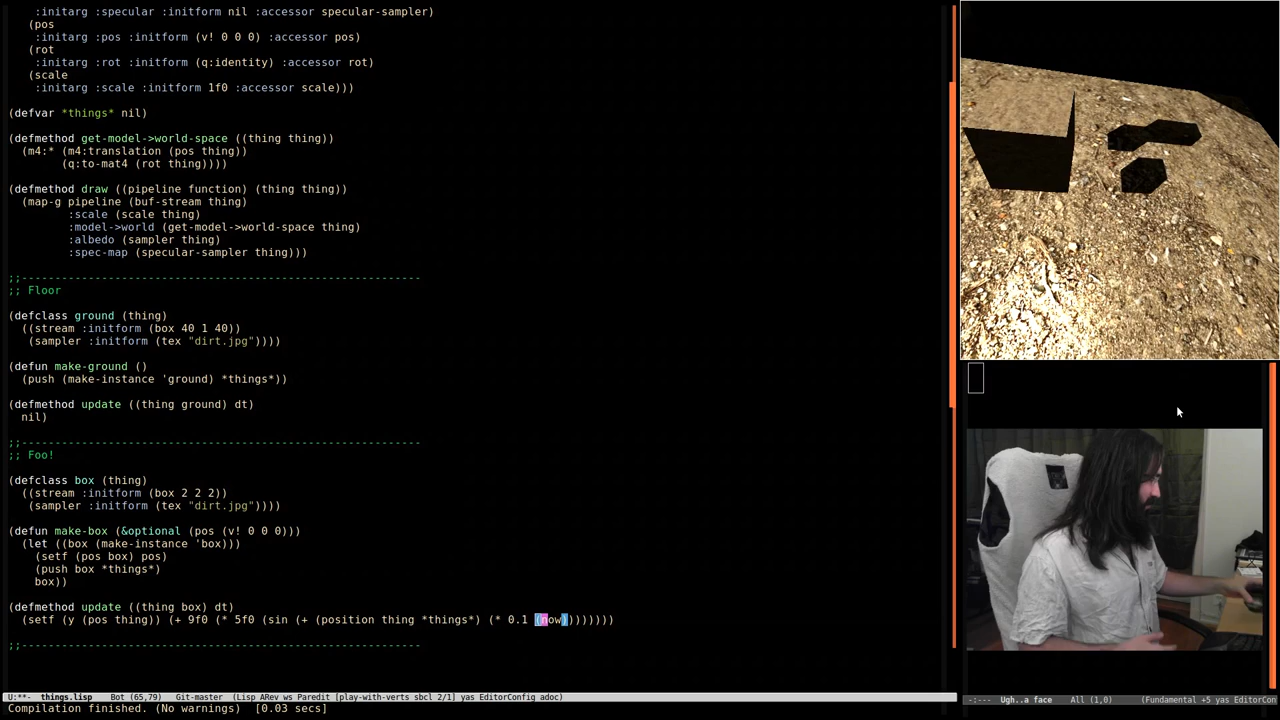 :initarg :specular :initform nil :accessor specular-sampler)
(pos
:initarg :pos :initform (v! 0 0 0) :accessor pos)
(rot
:initarg :rot :initform (q:identity) :accessor rot)
(scale
:initarg :scale :initform 1f0 :accessor scale)))
(defvar *things* nil)
(defmethod get-model->world-space ((thing thing))
(m4:* (m4:translation (pos thing))
(q:to-mat4 (rot thing))))
(defmethod draw ((pipeline function) (thing thing))
(map-g pipeline (buf-stream thing)
:scale (scale thing)
:model->world (get-model->world-space thing)
:albedo (sampler thing)
:spec-map (specular-sampler thing)))
;;------------------------------------------------------------
;; Floor
(defclass ground (thing)
((stream :initform (box 40 1 40))
(sampler :initform (tex "dirt.jpg"))))
(defun make-ground ()
(push (make-instance 'ground) *things*))
(defmethod update ((thing ground) dt)
nil)
;;------------------------------------------------------------
;; Foo!
(defclass box (thing)
((stream :initform (box 2 2 2))
(sampler :initform (tex "dirt.jpg"))))
(defun make-box (&optional (pos (v! 0 0 0)))
(let ((box (make-instance 'box)))
(setf (pos box) pos)
(push box *things*)
box))
(defmethod update ((thing box) dt)
(setf (y (pos thing)) (+ 9f0 (* 5f0 (sin (+ (position thing *things*) (* 0.1 (now))))))))
;;------------------------------------------------------------
U:**- things.lisp Bot (65,79) Git-master (Lisp ARev ws Paredit [play-with-verts sbcl 2/1] yas EditorConfig adoc)
Compilation finished. (No warnings) [0.03 secs]
-:--- Ugh..a face All (1,0) (Fundamental +5 yas EditorCon